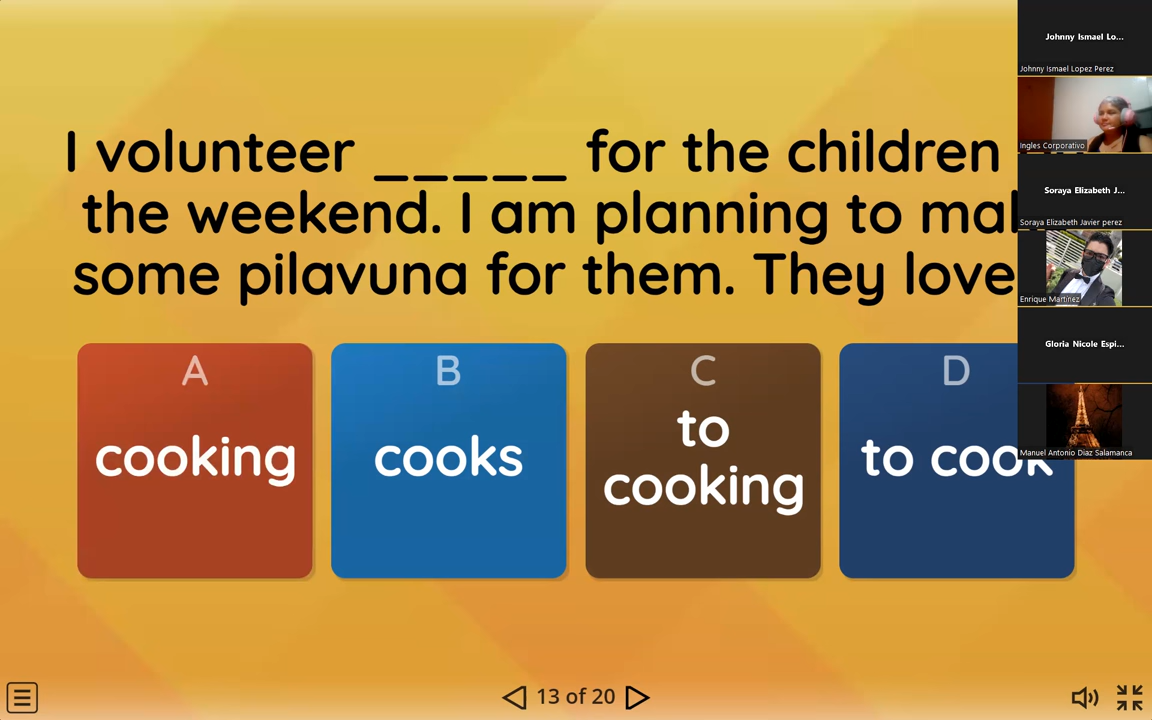 I volunteer _____ for the children
the weekend. I am planning to
some pilavuna for them. They love
A
cooking
B
cooks
C
to
cooking
D
to cook
13 of 20
Johnny Ismael Lo...
Johnny Ismael Lopez Perez
Ingles Corporativo
Soraya Elizabeth J...
Soraya Elizabeth Javier perez
Enrique Martinez
Gloria Nicole Espi...
Manuel Antonio Diaz Salamanca